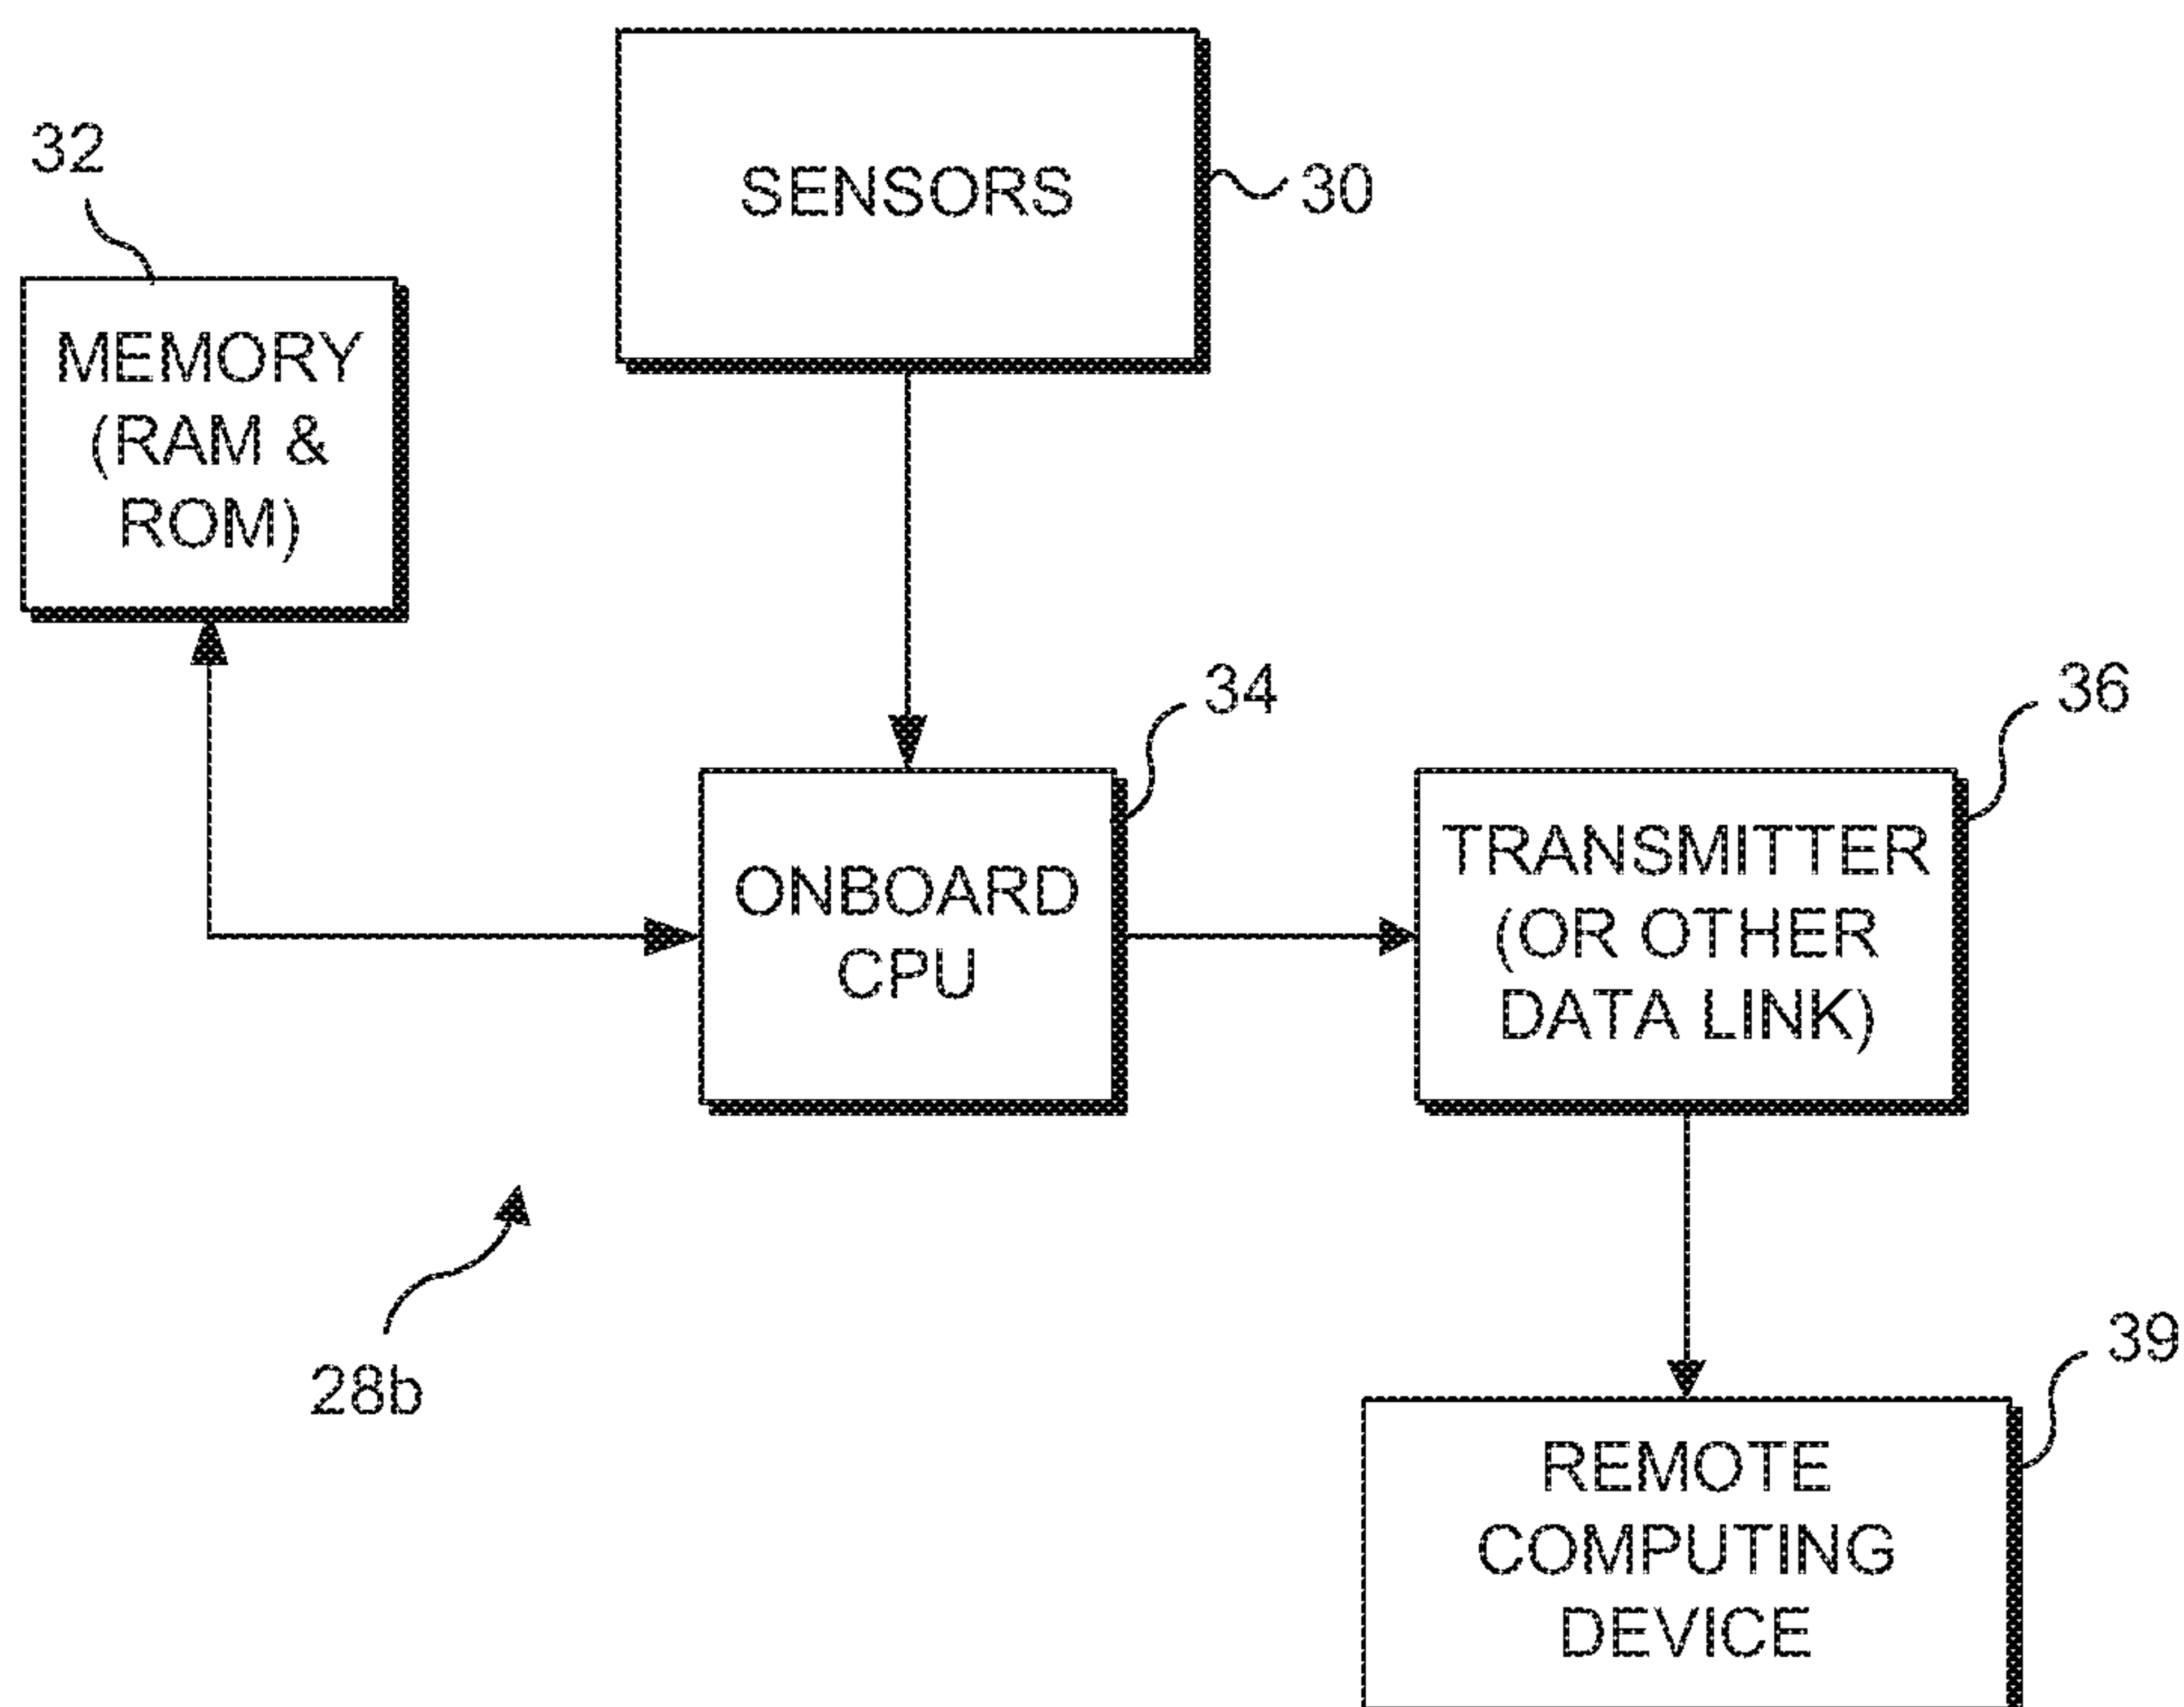 32
SENSORS
30
MEMORY
(RAM &
ROM)
34
36
ONBOARD
CPU
TRANSMITTER
(OR OTHER
DATA LINK)
28b
39
REMOTE
COMPUTING
DEVICE